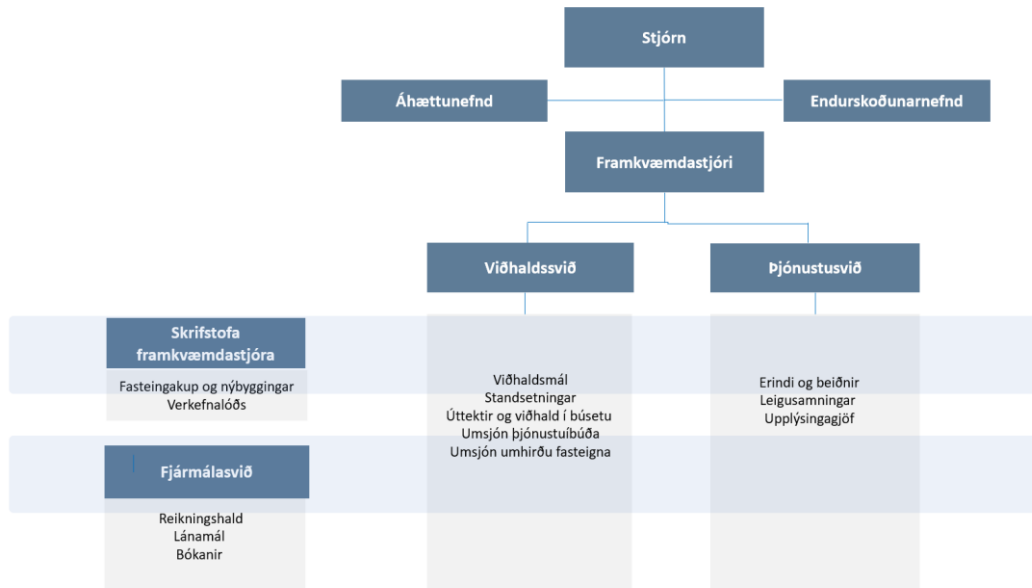 Stjórn
Áhættunefnd
Endurskoðunarnefnd
Framkvæmdastjóri
Viðhaldssvið
Þjónustusvið
Skrifstofa
framkvæmdastjóra
Fasteingakup og nýbyggingar
Verkefnalóðs
Viðhaldsmál
Standsetningar
Úttektir og viðhald í búsetu
Umsjón þjónustuíbúða
Umsjón umhirðu fasteigna
Erindi og beiðnir
Leigusamningar
Upplýsingagjöf
Fjármálasvið
Reikningshald
Lánamál
Bókanir